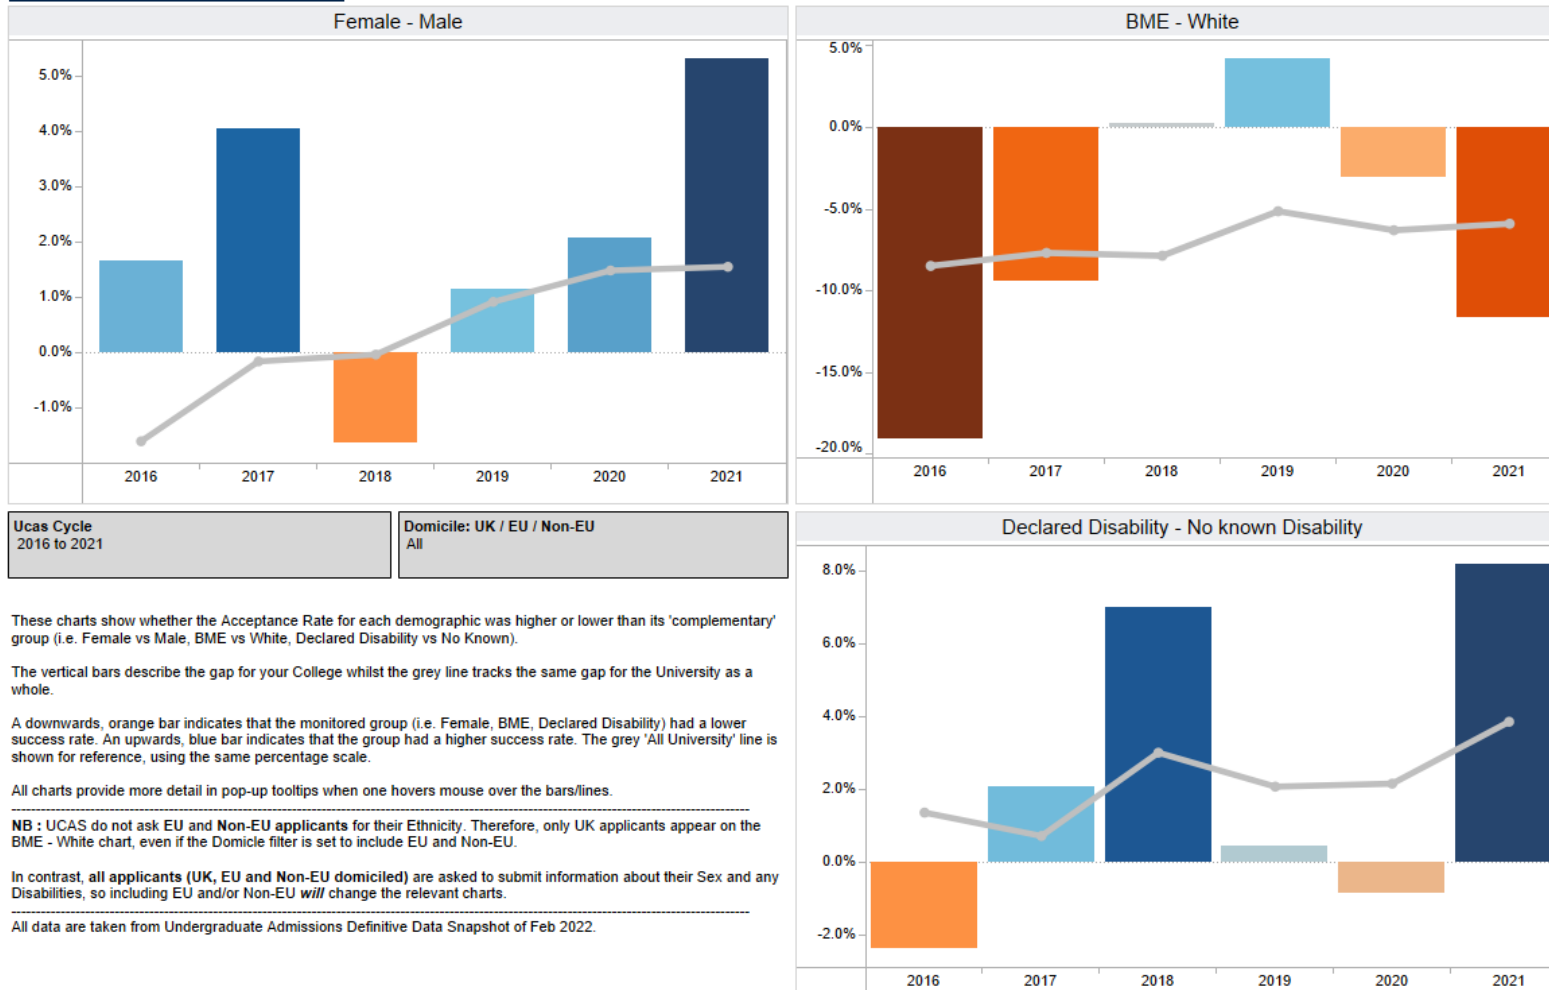 Female - Male
5.0%
4.0%
3.0%
2.0%
1.0%
0.0%
-1.0%
2016 2017 2018 2019 2020 2021
BME - White
5.0%
0.0%
-5.0%
-10.0%
-15.0%
-20.0%
2016 2017 2018 2019 2020 2021
Ucas Cycle
2016 to 2021
Domicile: UK / EU / Non-EU
All
These charts show whether the Acceptance Rate for each demographic was higher or lower than its 'complementary'
group (i.e. Female vs Male, BME vs White, Declared Disability vs No Known).
The vertical bars describe the gap for your College whilst the grey line tracks the same gap for the University as a
whole.
A downwards, orange bar indicates that the monitored group (i.e. Female, BME, Declared Disability) had a lower
success rate. An upwards, blue bar indicates that the group had a higher success rate. The grey 'All University' line is
shown for reference, using the same percentage scale.
All charts provide more detail in pop-up tooltips when one hovers mouse over the bars/lines.
NB : UCAS do not ask EU and Non-EU applicants for their Ethnicity. Therefore, only UK applicants appear on the
BME - White chart, even if the Domicle filter is set to include EU and Non-EU.
In contrast, all applicants (UK, EU and Non-EU domiciled) are asked to submit information about their Sex and any
Disabilities, so including EU and/or Non-EU will change the relevant charts.
All data are taken from Undergraduate Admissions Definitive Data Snapshot of Feb 2022.
Declared Disability - No known Disability
8.0%
6.0%
4.0%
2.0%
0.0%
-2.0%
2016 2017 2018 2019 2020 2021